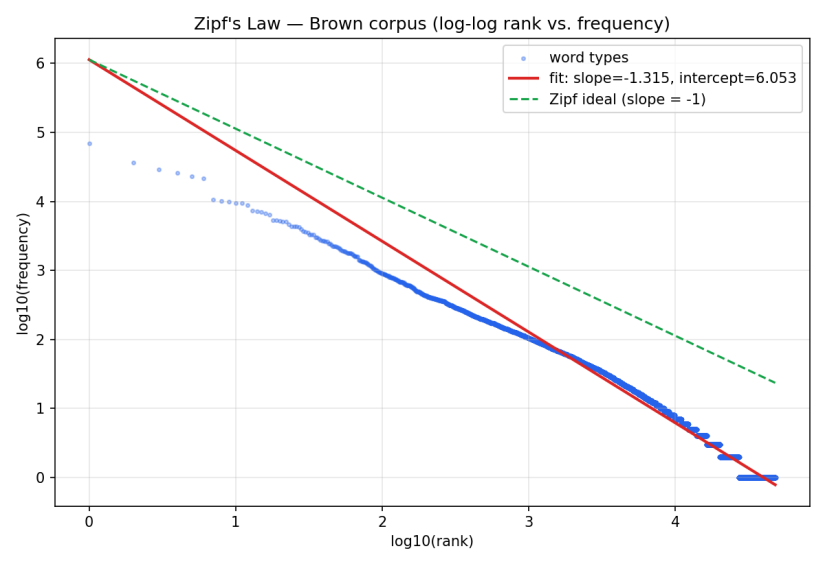 Zipf's Law — Brown corpus (log-log rank vs. frequency)
word types
fit: slope=-1.315, intercept=6.053
Zipf ideal (slope = -1)
log10(frequency)
6
5
4
3
2
1
0
0 1 2 3 4
log10(rank)